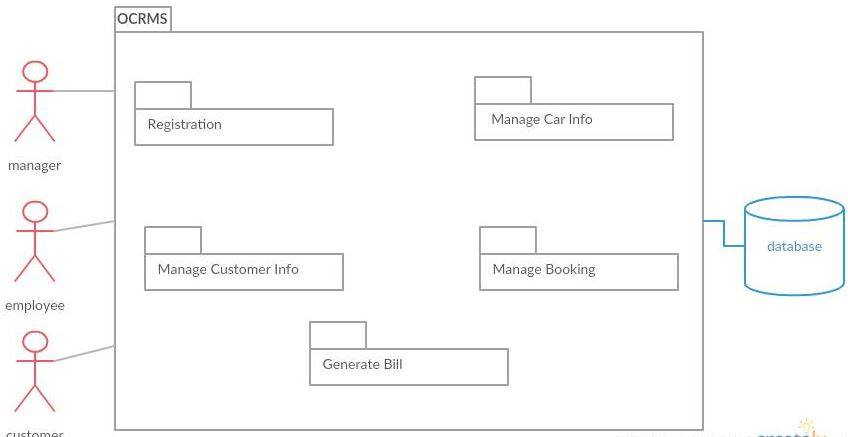 OCRMS
Registration
Manage Car Info
manager
database
Manage Customer Info
Manage Booking
employee
Generate Bill
customer